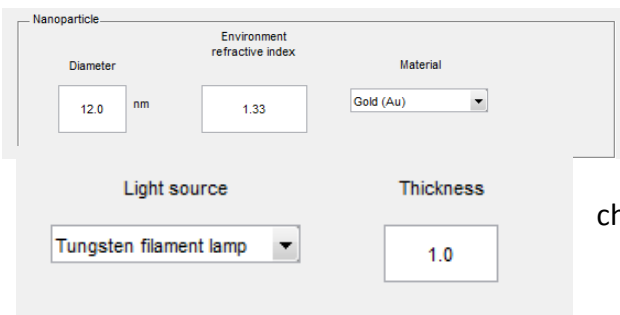 Nanoparticle
Environment
refractive index
Diameter
Material
12.0 nm
1.33
Gold (Au)
Light source
Thickness
Tungsten filament lamp
1.0
ch